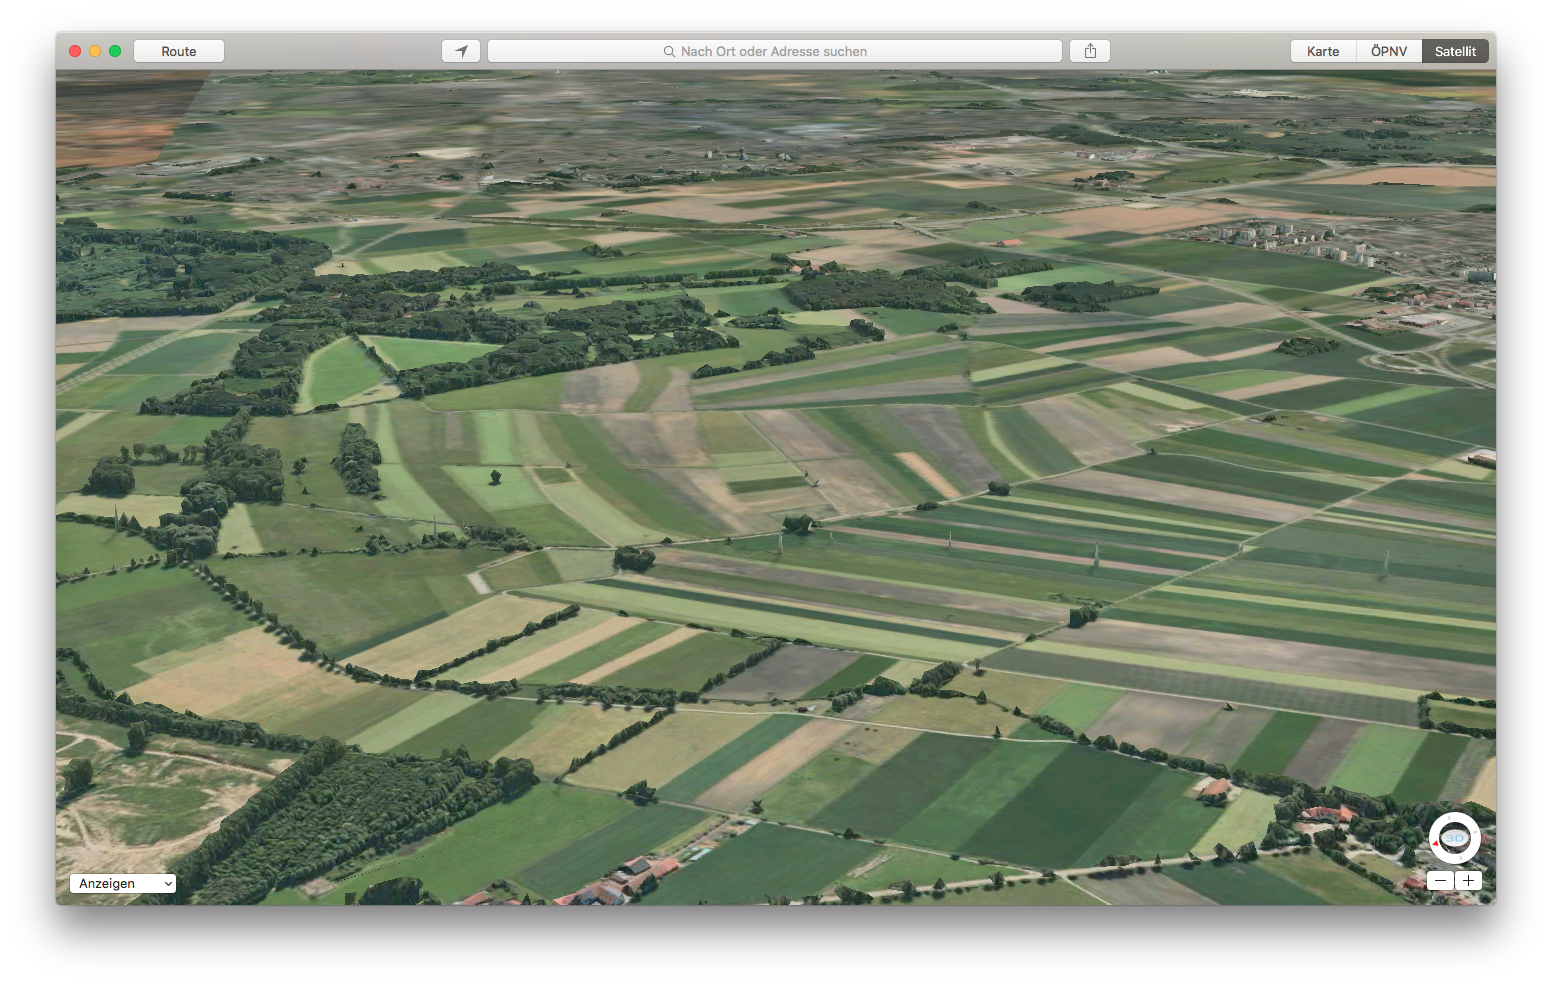 Route
Nach Ort oder Adresse suchen
Karte
ÖPNV
Satellit
3D
Anzeigen